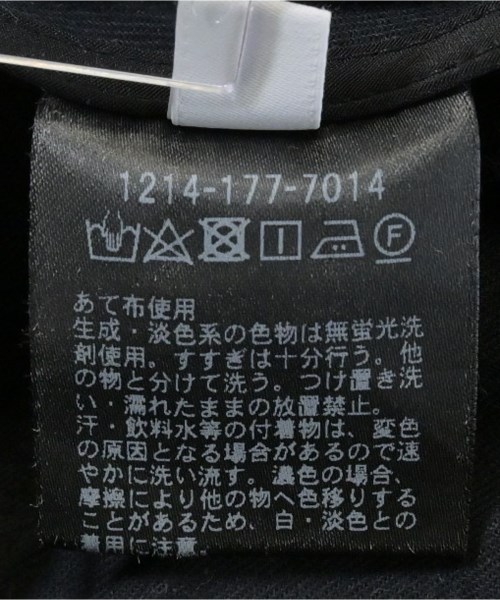 1214-177-7014
F
あて布使用
生成・淡色系の色物は無蛍光洗
剤使用。すすぎは十分行う。他
の物と分けて洗う。つけ置き洗
い・濡れたままの放置禁止。
汗・飲料水等の付着物は、変色
の原因となる場合があるので速
やかに洗い流す。濃色の場合、
摩擦により他の物へ色移りする
ことがあるため、白・淡色との
着用に注意。